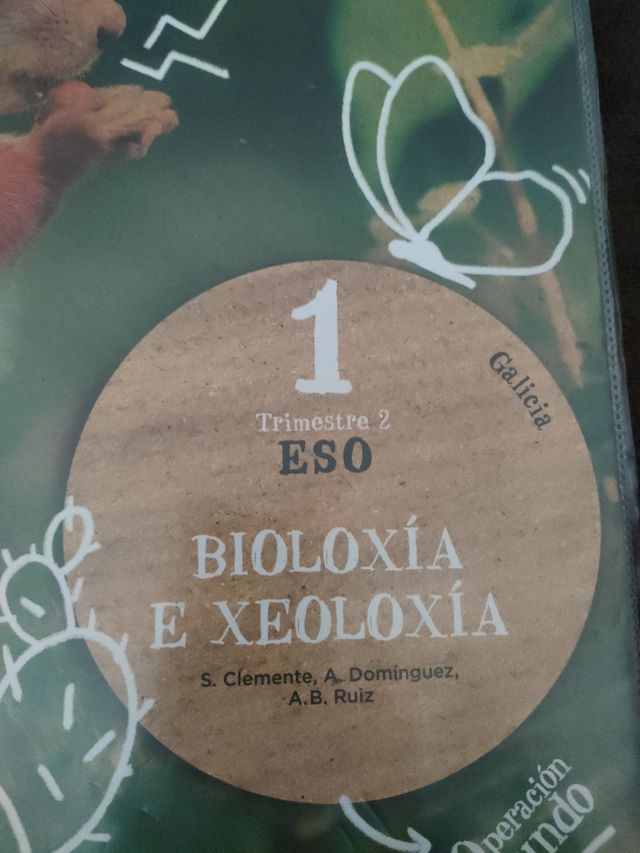 1
Trimestre 2
ESO
Galicia
BIOLOXÍA
E XEOLOXÍA
S. Clemente, A. Domínguez,
A.B. Ruiz
Operación